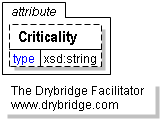 attribute
Criticality
type xsd:string
The Drybridge Facilitator
www.drybridge.com